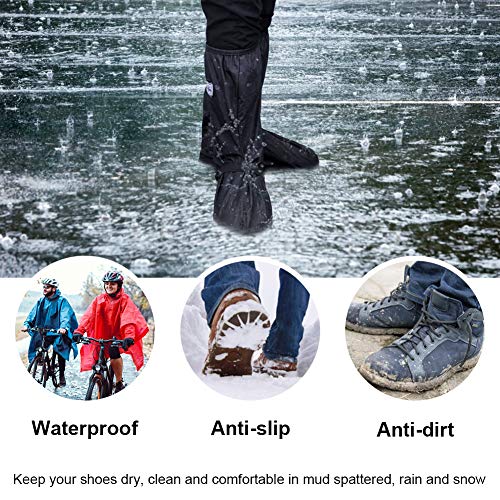 Waterproof
Anti-slip
Anti-dirt
Keep your shoes dry, clean and comfortable in mud spattered, rain and snow